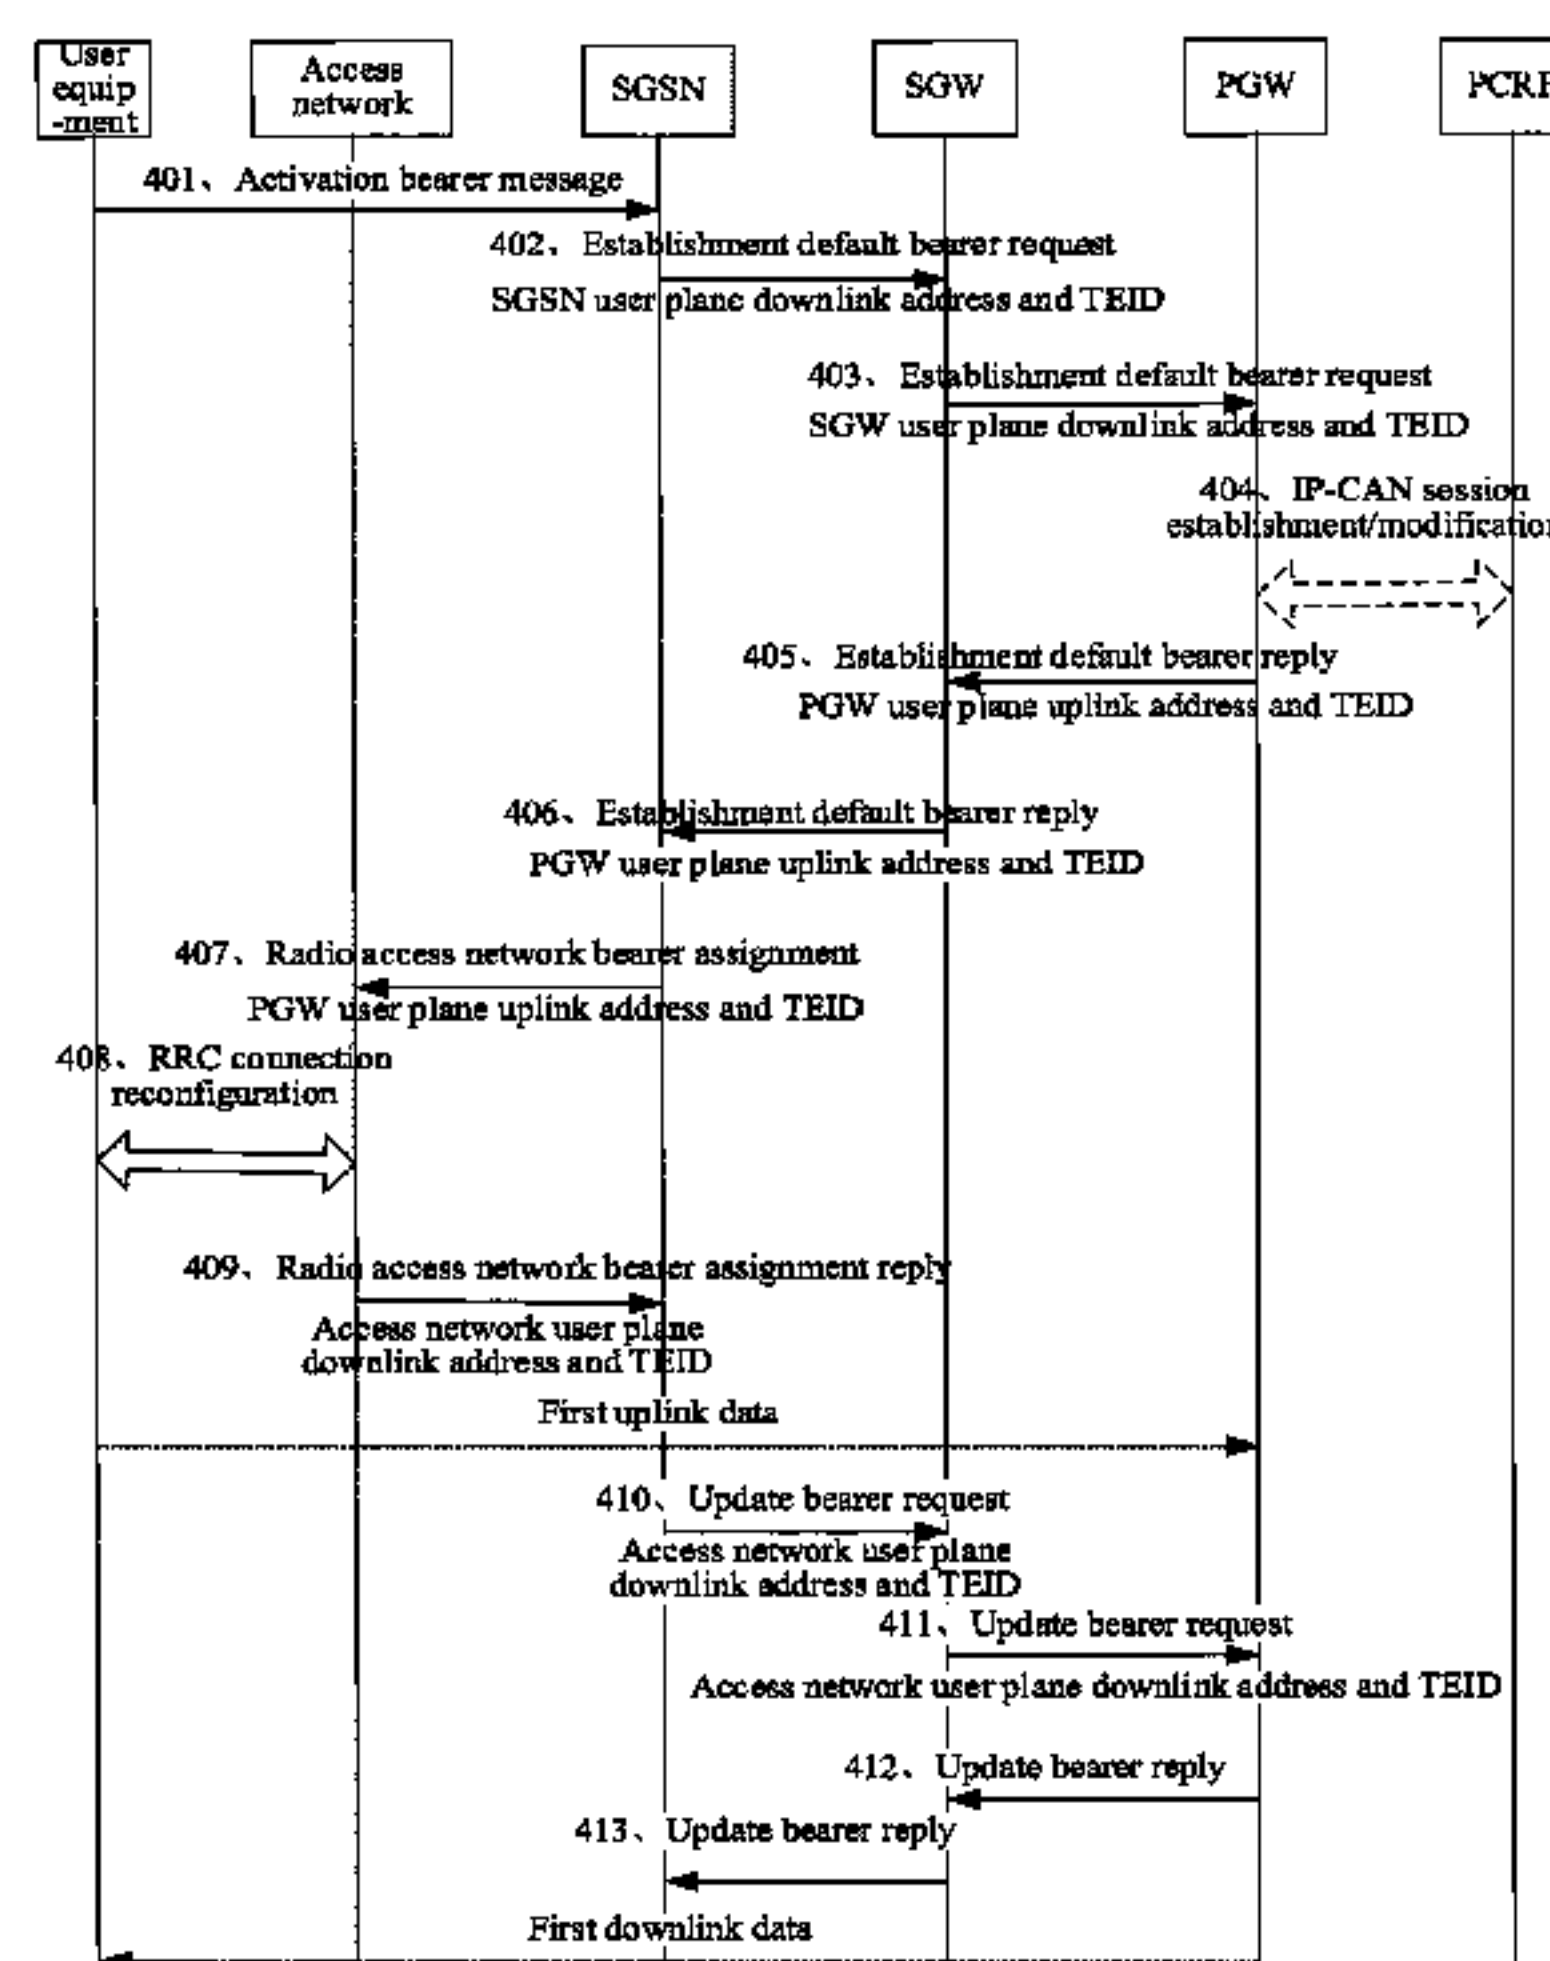 User
equip
-ment
Access
network
SGSN
SGW
PGW
PCRF
401、Activation bearer message
402、Establishment default bearer request
SGSN user plane downlink address and TEID
403、Establishment default bearer request
SGW user plane downlink address and TEID
404、IP-CAN session
establishment/modification
405、Establishment default bearer reply
PGW user plane uplink address and TEID
406、Establishment default bearer reply
PGW user plane uplink address and TEID
407、Radio access network bearer assignment
PGW user plane uplink address and TEID
408、RRC connection
reconfiguration
409、Radio access network bearer assignment reply
Access network user plane
downlink address and TEID
First uplink data
410、Update bearer request
Access network user plane
downlink address and TEID
411、Update bearer request
Access network user plane downlink address and TEID
412、Update bearer reply
413、Update bearer reply
First downlink data